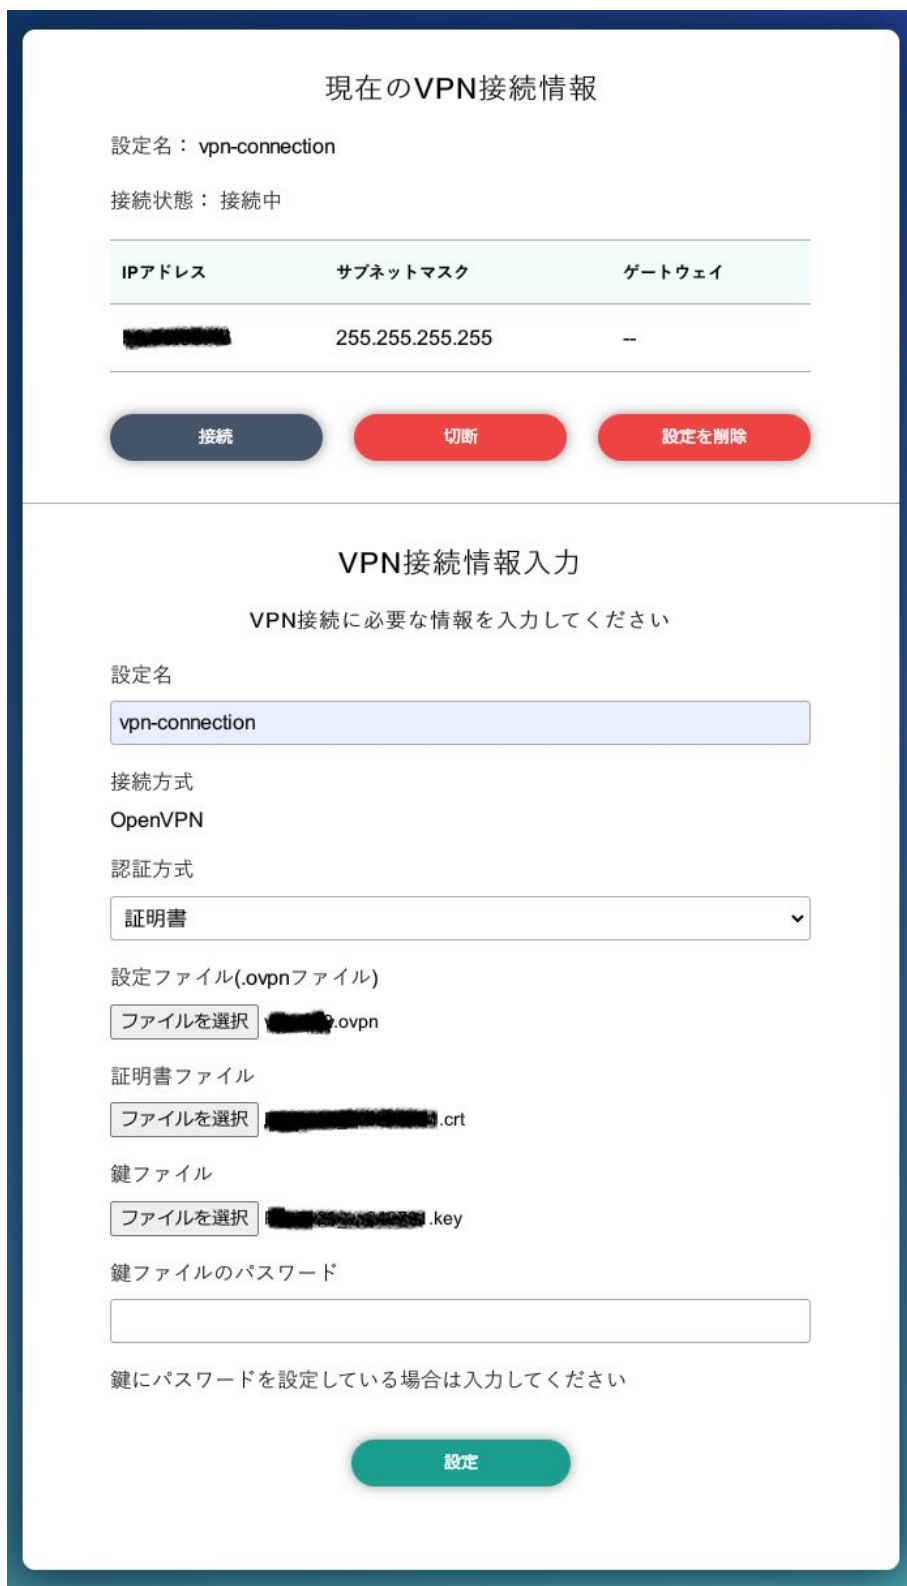 現在のVPN接続情報
設定名： vpn-connection
接続状態： 接続中
IPアドレス サブネットマスク ゲートウェイ
255.255.255.255 --
接続 切断 設定を削除
VPN接続情報入力
VPN接続に必要な情報を入力してください
設定名
vpn-connection
接続方式
OpenVPN
認証方式
証明書
設定ファイル(.ovpnファイル)
ファイルを選択 .ovpn
証明書ファイル
ファイルを選択 .crt
鍵ファイル
ファイルを選択 .key
鍵ファイルのパスワード
鍵にパスワードを設定している場合は入力してください
設定